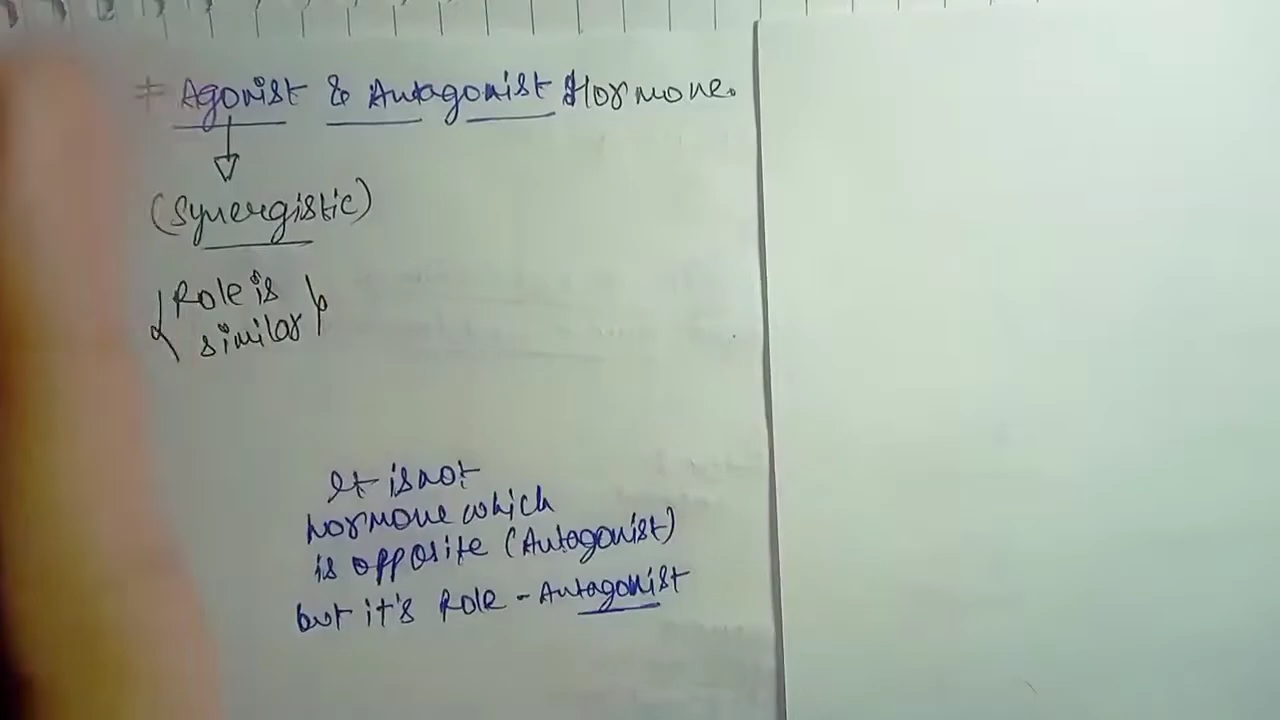 # Agonist & Antagonist Hormone.
(Synergistic)
{ Role is
similar }
It is not
hormone which
is opposite (Antagonist)
but it's Role - Antagonist